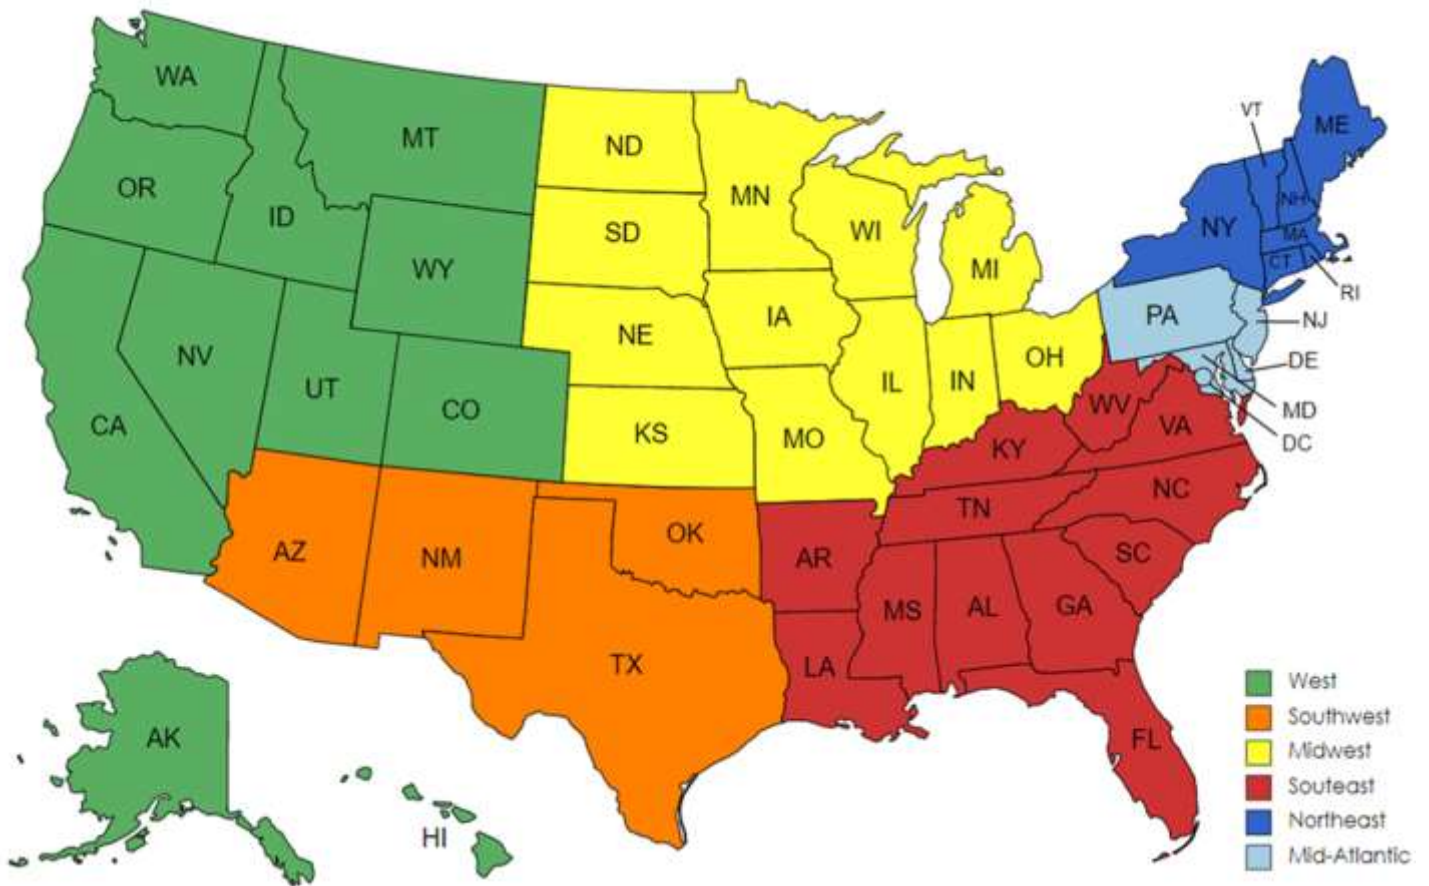 WA
MT
ND
VT
ME
OR
ID
MN
NH
SD
WI
NY
MA
WY
MI
CT
RI
NV
NE
IA
PA
NJ
UT
CO
IL
IN
OH
DE
CA
KS
MO
WV
MD
VA
DC
KY
NC
TN
AZ
NM
OK
AR
SC
MS
AL
GA
TX
LA
West
Southwest
AK
FL
Midwest
Souteast
HI
Northeast
Mid-Atlantic